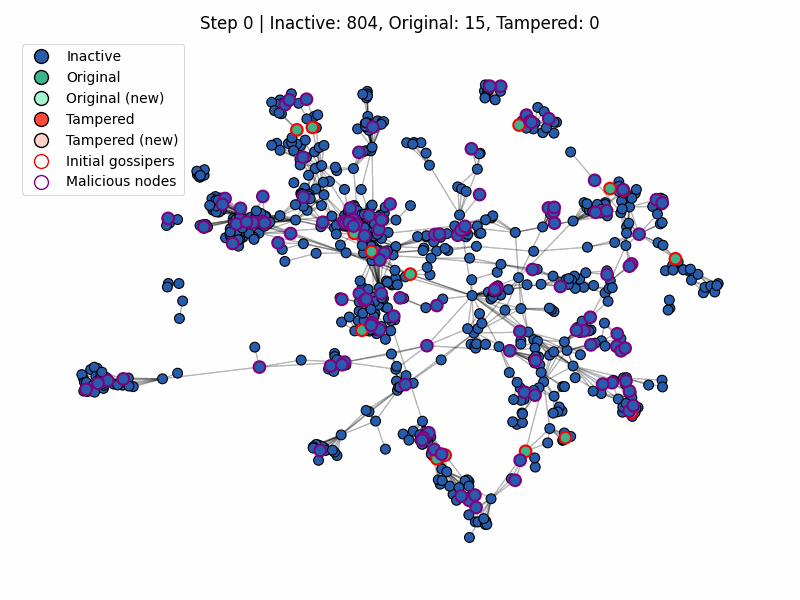 Step 0 | Inactive: 804, Original: 15, Tampered: 0
Inactive
Original
Original (new)
Tampered
Tampered (new)
Initial gossipers
Malicious nodes